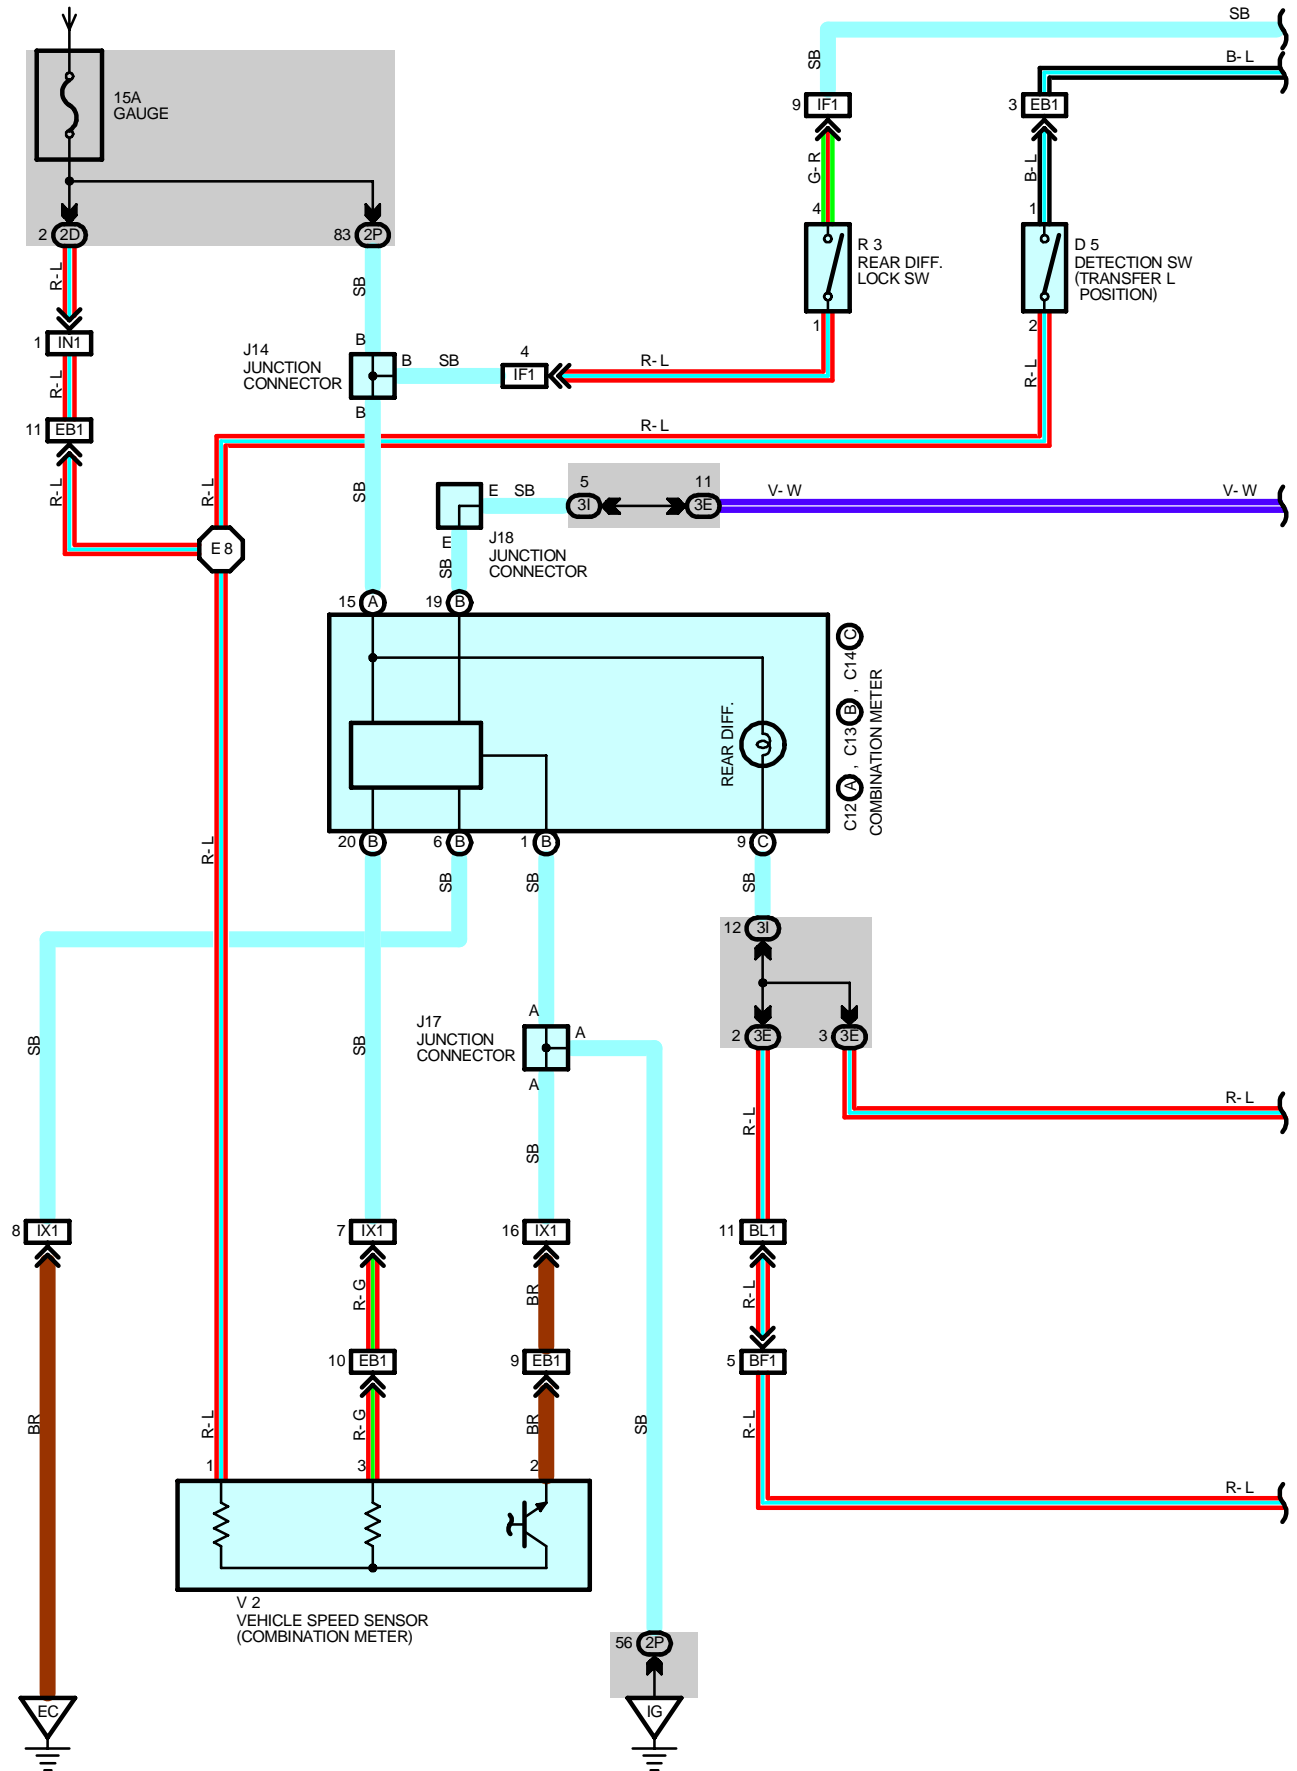 SB
B-L
15A
GAUGE
SB
9 IF1
3 EB1
G-R
B-L
4
1
2 2D
83 2P
R 3
REAR DIFF.
LOCK SW
D 5
DETECTION SW
(TRANSFER L
POSITION)
R-L
SB
1
2
1 IN1
J14
JUNCTION
CONNECTOR
B
B
SB
4
IF1
R-L
R-L
R-L
B
11 EB1
R-L
R-L
R-L
SB
E
SB
5
3I
11
3E
V-W
V-W
E 8
E
SB
J18
JUNCTION
CONNECTOR
15 A
19 B
REAR DIFF.
C12 A , C13 B , C14 C
COMBINATION METER
20 B
6 B
1 B
9 C
R-L
SB
SB
SB
12 3I
J17
JUNCTION
CONNECTOR
A
A
A
2 3E
3 3E
SB
SB
SB
R-L
R-L
8 IX1
7 IX1
16 IX1
11 BL1
R-G
BR
R-L
10 EB1
9 EB1
5 BF1
BR
R-L
R-G
BR
SB
R-L
1
3
2
R-L
V 2
VEHICLE SPEED SENSOR
(COMBINATION METER)
56 2P
EC
IG